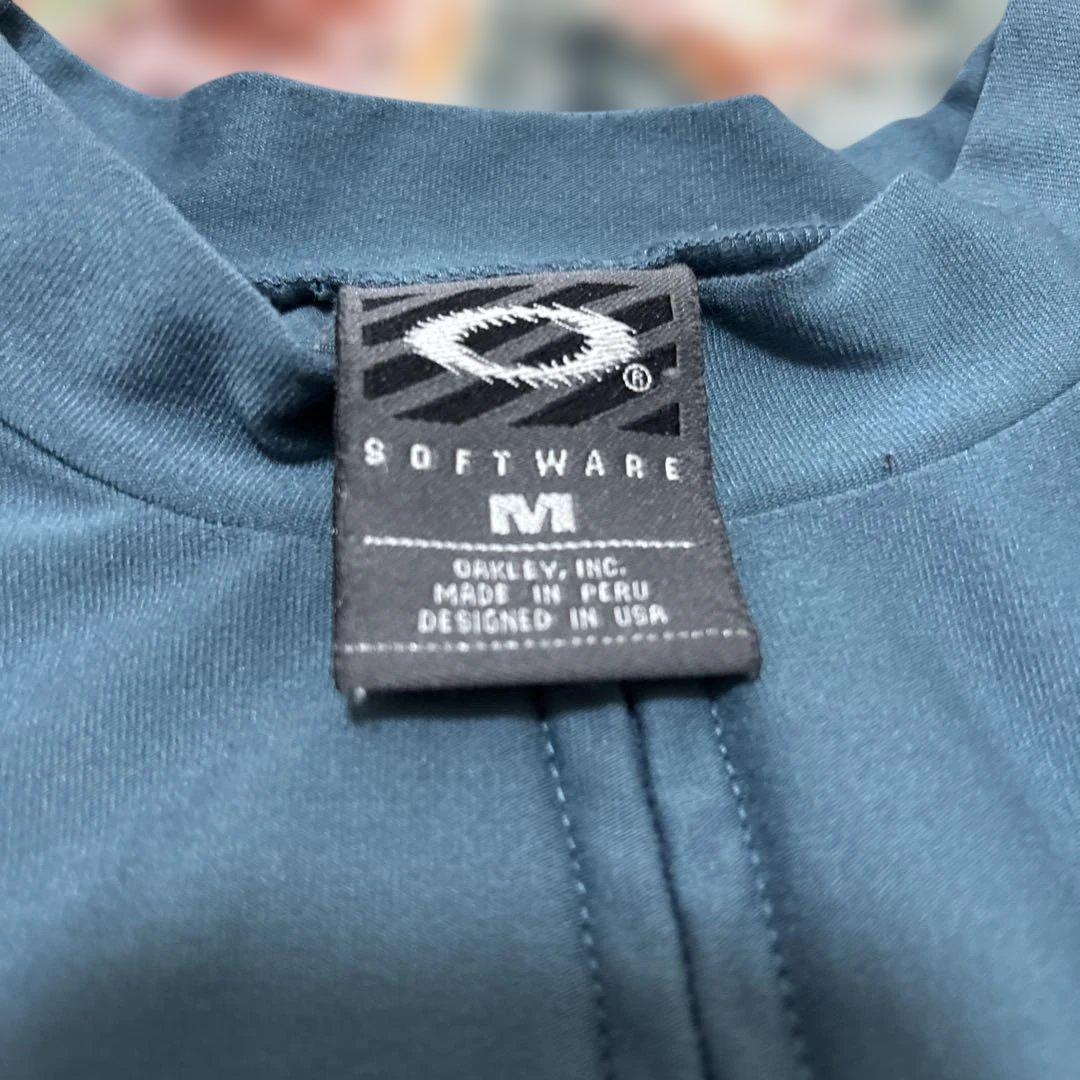 ®
SOFTWARE
M
OAKLEY, INC.
MADE IN PERU
DESIGNED IN USA